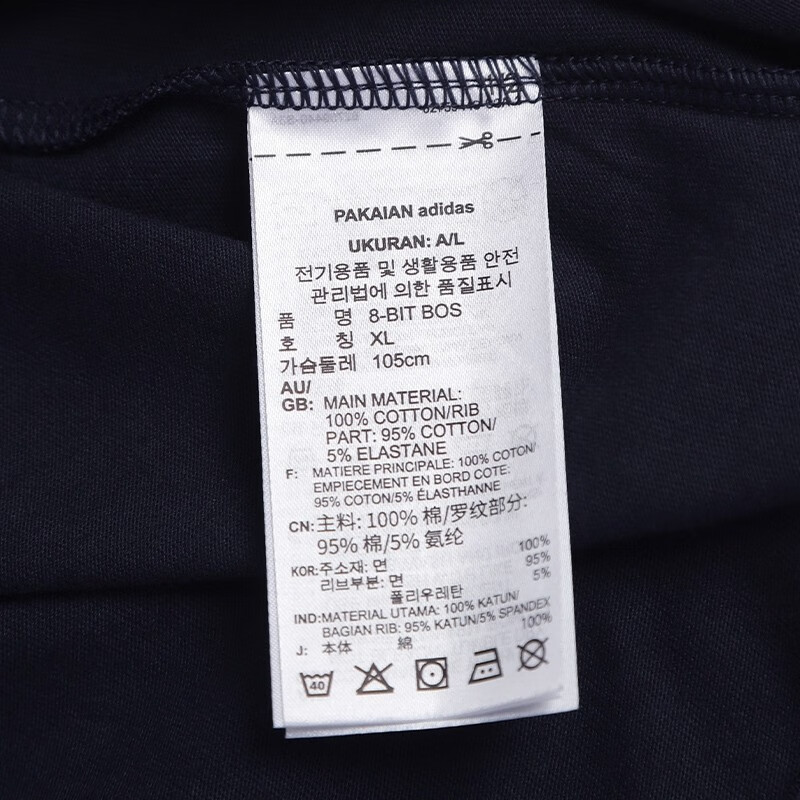 PAKAIAN adidas
UKURAN: A/L
전기용품 및 생활용품 안전
관리법에 의한 품질표시
품 명 8-BIT BOS
호 칭 XL
가슴둘레 105cm
AU/
GB: MAIN MATERIAL:
100% COTTON/RIB
PART: 95% COTTON/
5% ELASTANE
F: MATIERE PRINCIPALE: 100% COTON/
EMPIECEMENT EN BORD COTE:
95% COTON/5% ÉLASTHANNE
CN: 主料: 100% 棉/罗纹部分:
95% 棉/5% 氨纶
KOR: 주소재: 면 100%
리브부분: 면 95%
폴리우레탄 5%
IND: MATERIAL UTAMA: 100% KATUN/
BAGIAN RIB: 95% KATUN/5% SPANDEX
J: 本体 綿 100%
40